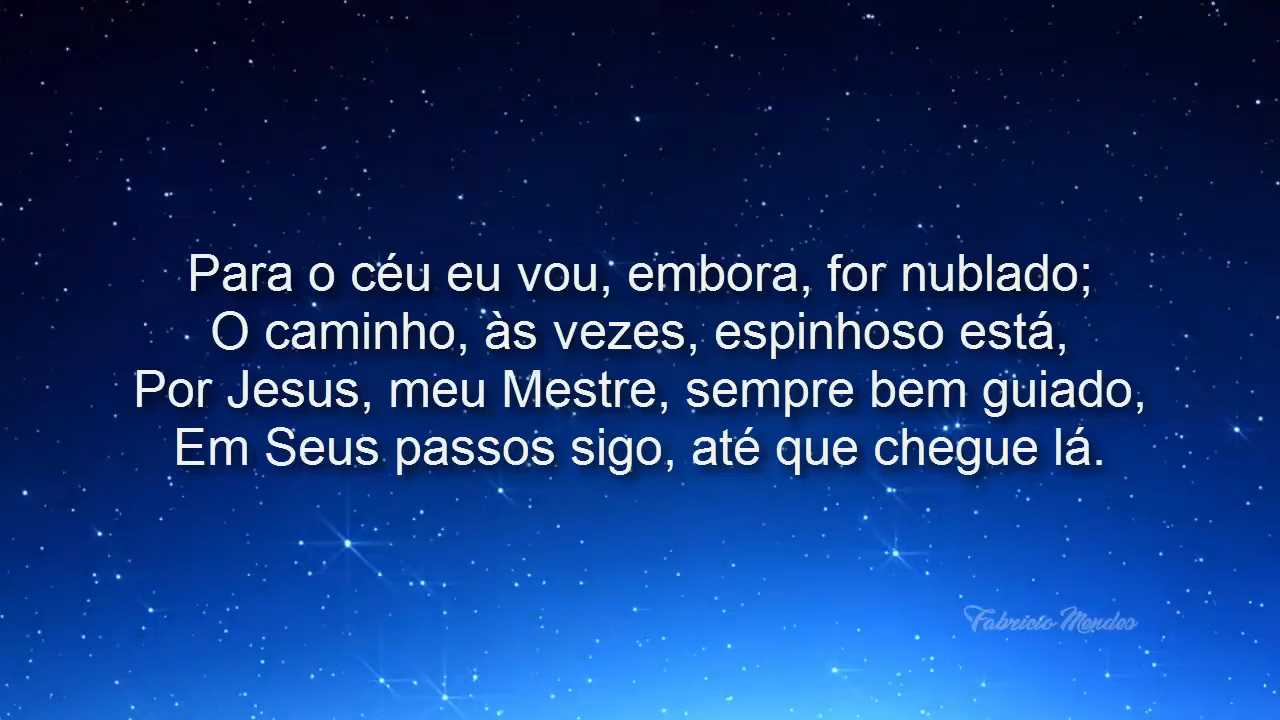 Para o céu eu vou, embora, for nublado;
O caminho, às vezes, espinhoso está,
Por Jesus, meu Mestre, sempre bem guiado,
Em Seus passos sigo, até que chegue lá.
Fabricio Mendes